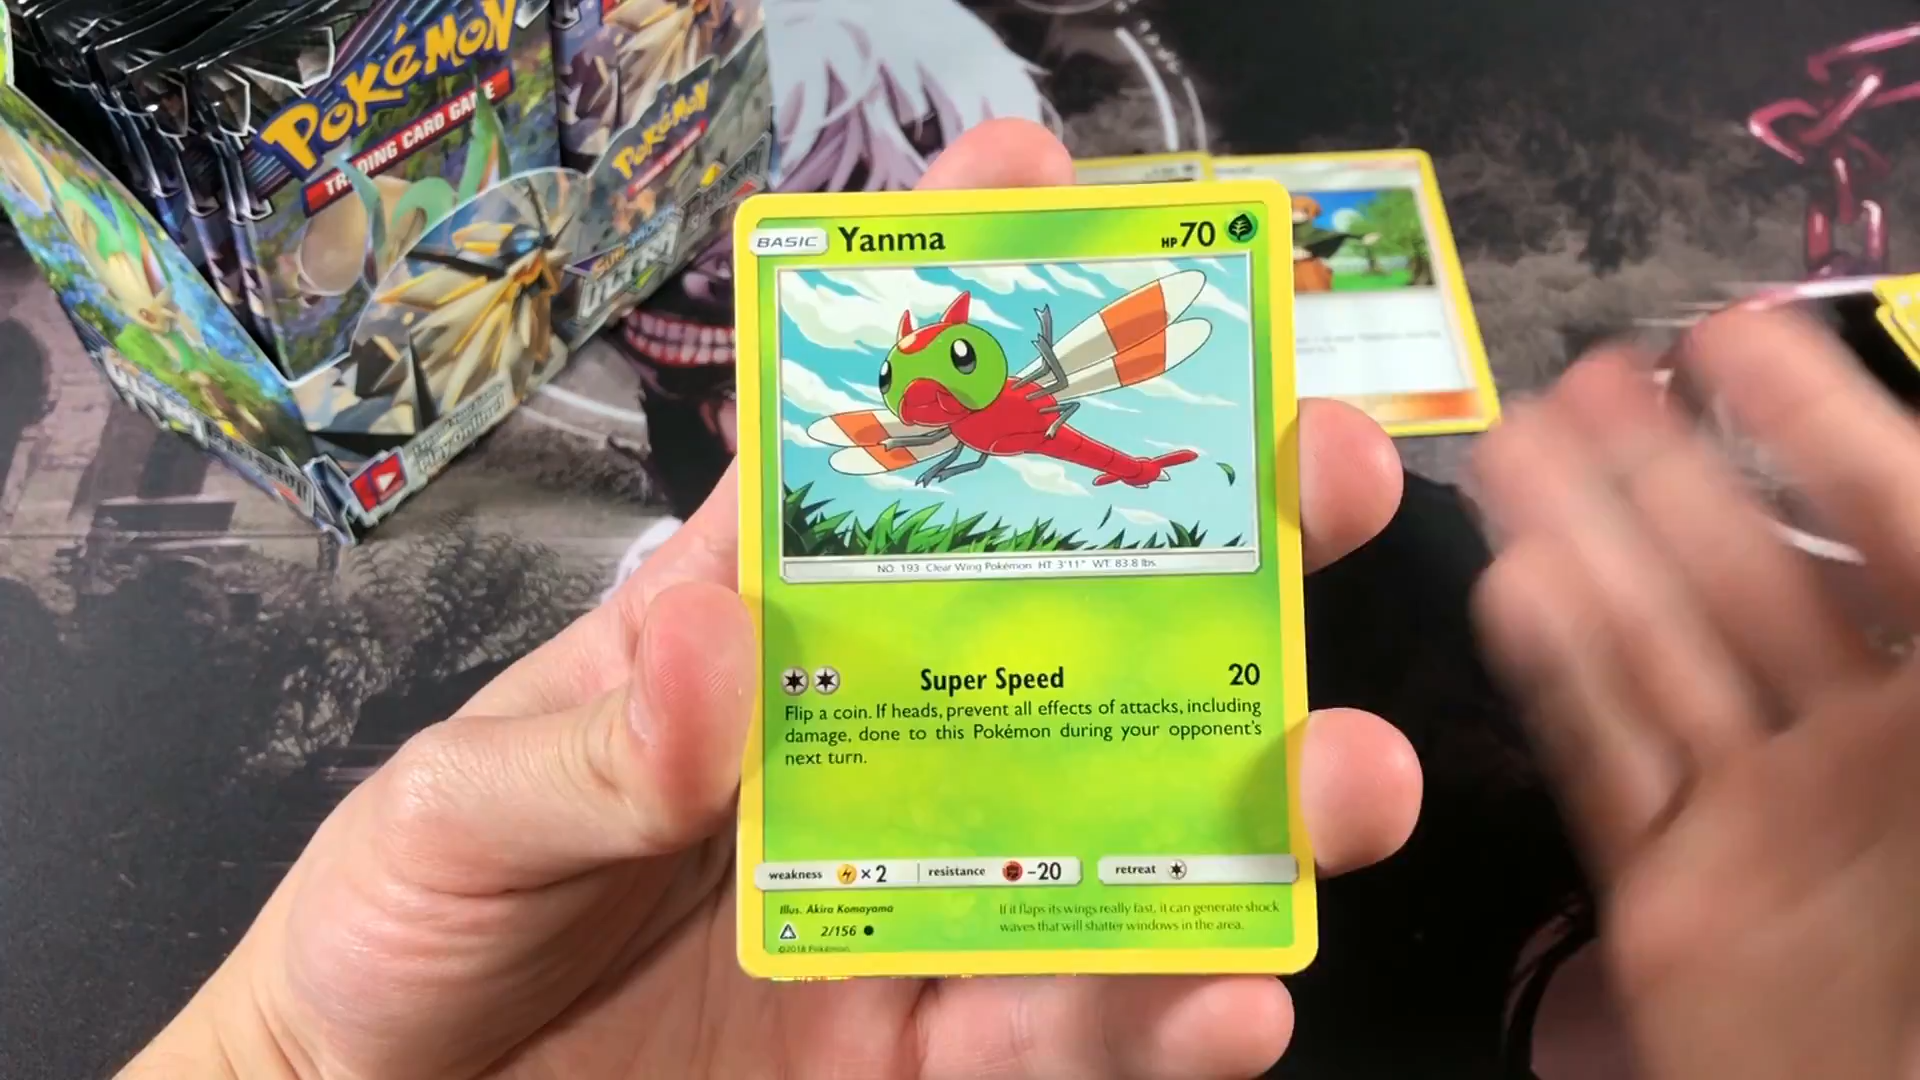 POKéMON
TRADING CARD GAME
POKéMON
SUN & MOON
ULTRA PRISM
BASIC Yanma HP70
NO. 193 Clear Wing Pokémon HT 3'11" WT 83.8 lbs.
Super Speed 20
Flip a coin. If heads, prevent all effects of attacks, including
damage, done to this Pokémon during your opponent's
next turn.
weakness ×2 resistance -20 retreat
Illus. Akira Komayama
If it flaps its wings really fast, it can generate shock
waves that will shatter windows in the area.
2/156
©2018 Pokémon